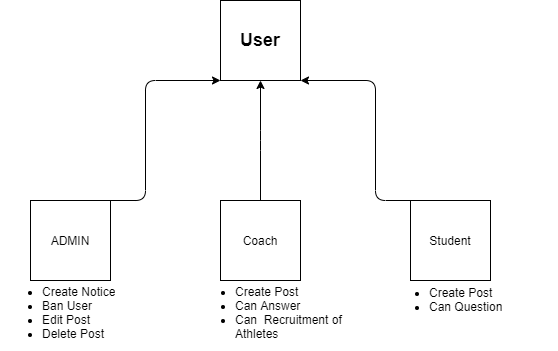 User
ADMIN
Coach
Student
• Create Notice
• Ban User
• Edit Post
• Delete Post
• Create Post
• Can Answer
• Can  Recruitment of
Athletes
• Create Post
• Can Question